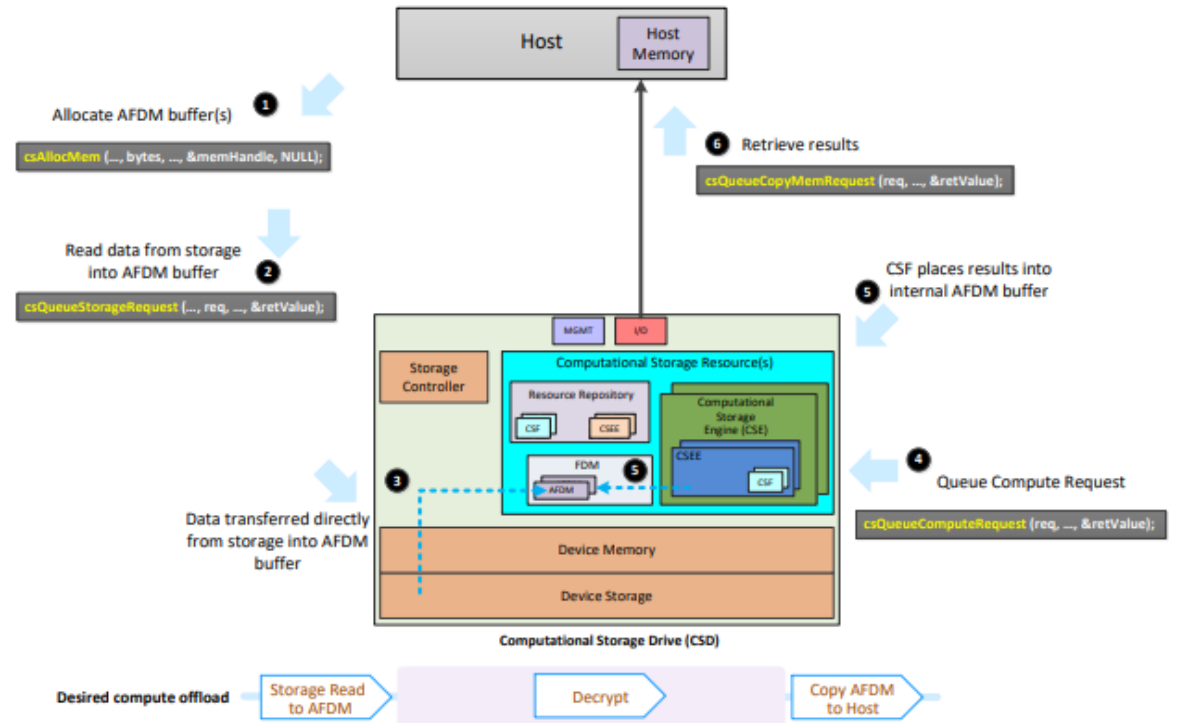 Host
Host
Memory
1
Allocate AFDM buffer(s)
csAllocMem (..., bytes, ..., &memHandle, NULL);
6
Retrieve results
csQueueCopyMemRequest (req, ..., &retValue);
Read data from storage
into AFDM buffer
2
csQueueStorageRequest (..., req, ..., &retValue);
CSF places results into
internal AFDM buffer
5
MGMT
I/O
Storage
Controller
Computational Storage Resource(s)
Resource Repository
CSF
CSEE
Computational
Storage
Engine (CSE)
CSEE
CSF
FDM
5
AFDM
3
Data transferred directly
from storage into AFDM
buffer
4
Queue Compute Request
csQueueComputeRequest (req, ..., &retValue);
Device Memory
Device Storage
Computational Storage Drive (CSD)
Desired compute offload
Storage Read
to AFDM
Decrypt
Copy AFDM
to Host